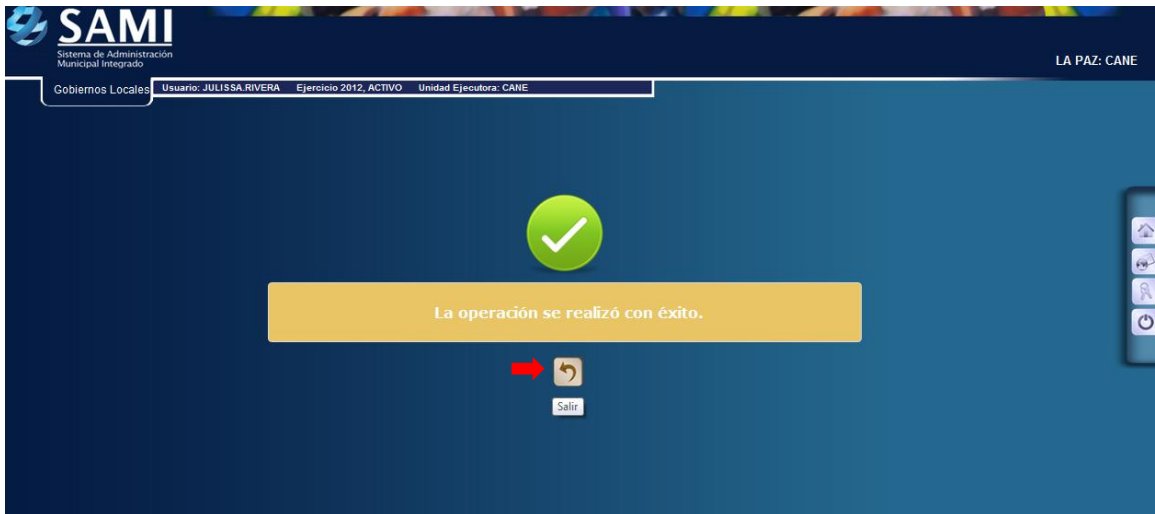 SAMI
Sistema de Administración
Municipal Integrado
LA PAZ: CANE
Gobiernos Locales
Usuario: JULISSA.RIVERA Ejercicio 2012, ACTIVO Unidad Ejecutora: CANE
La operación se realizó con éxito.
Salir